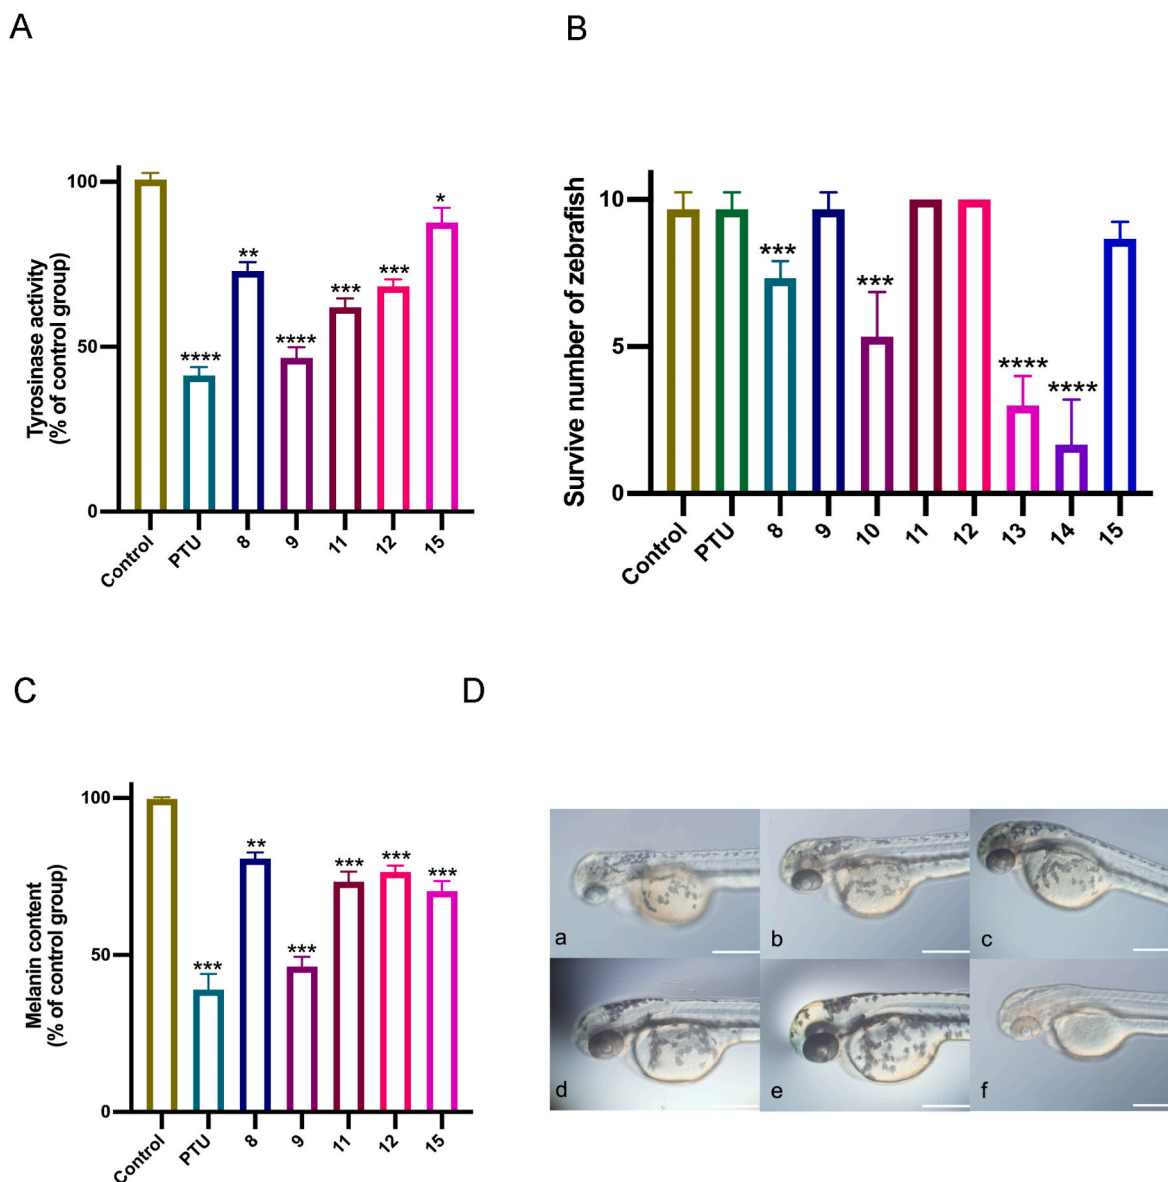 A
B
Tyrosinase activity
(% of control group)
100
50
0
****
**
****
***
***
*
Control
PTU
8
9
11
12
15
Survive number of zebrafish
10
5
0
***
***
****
****
Control
PTU
8
9
10
11
12
13
14
15
C
D
Melanin content
(% of control group)
100
50
0
***
**
***
***
***
***
Control
PTU
8
9
11
12
15
a
b
c
d
e
f